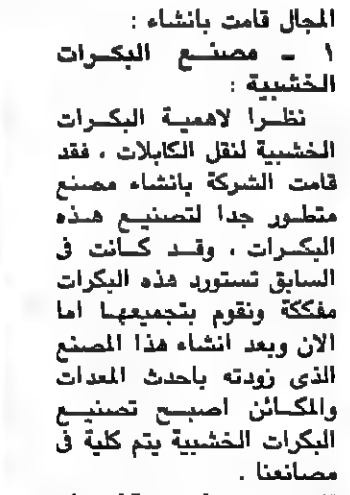 المجال قامت بانشاء :
١ ـ مصنع البكرات
الخشبية :
نظرا لاهمية البكرات
الخشبية لنقل الكابلات ، فقد
قامت الشركة بانشاء مصنع
متطور جدا لتصنيع هذه
البكرات ، وقد كانت فى
السابق تستورد هذه البكرات
مفككة ونقوم بتجميعها اما
الان وبعد انشاء هذا المصنع
الذى زودته باحدث المعدات
والمكائن اصبح تصنيع
البكرات الخشبية يتم كلية فى
مصانعنا .